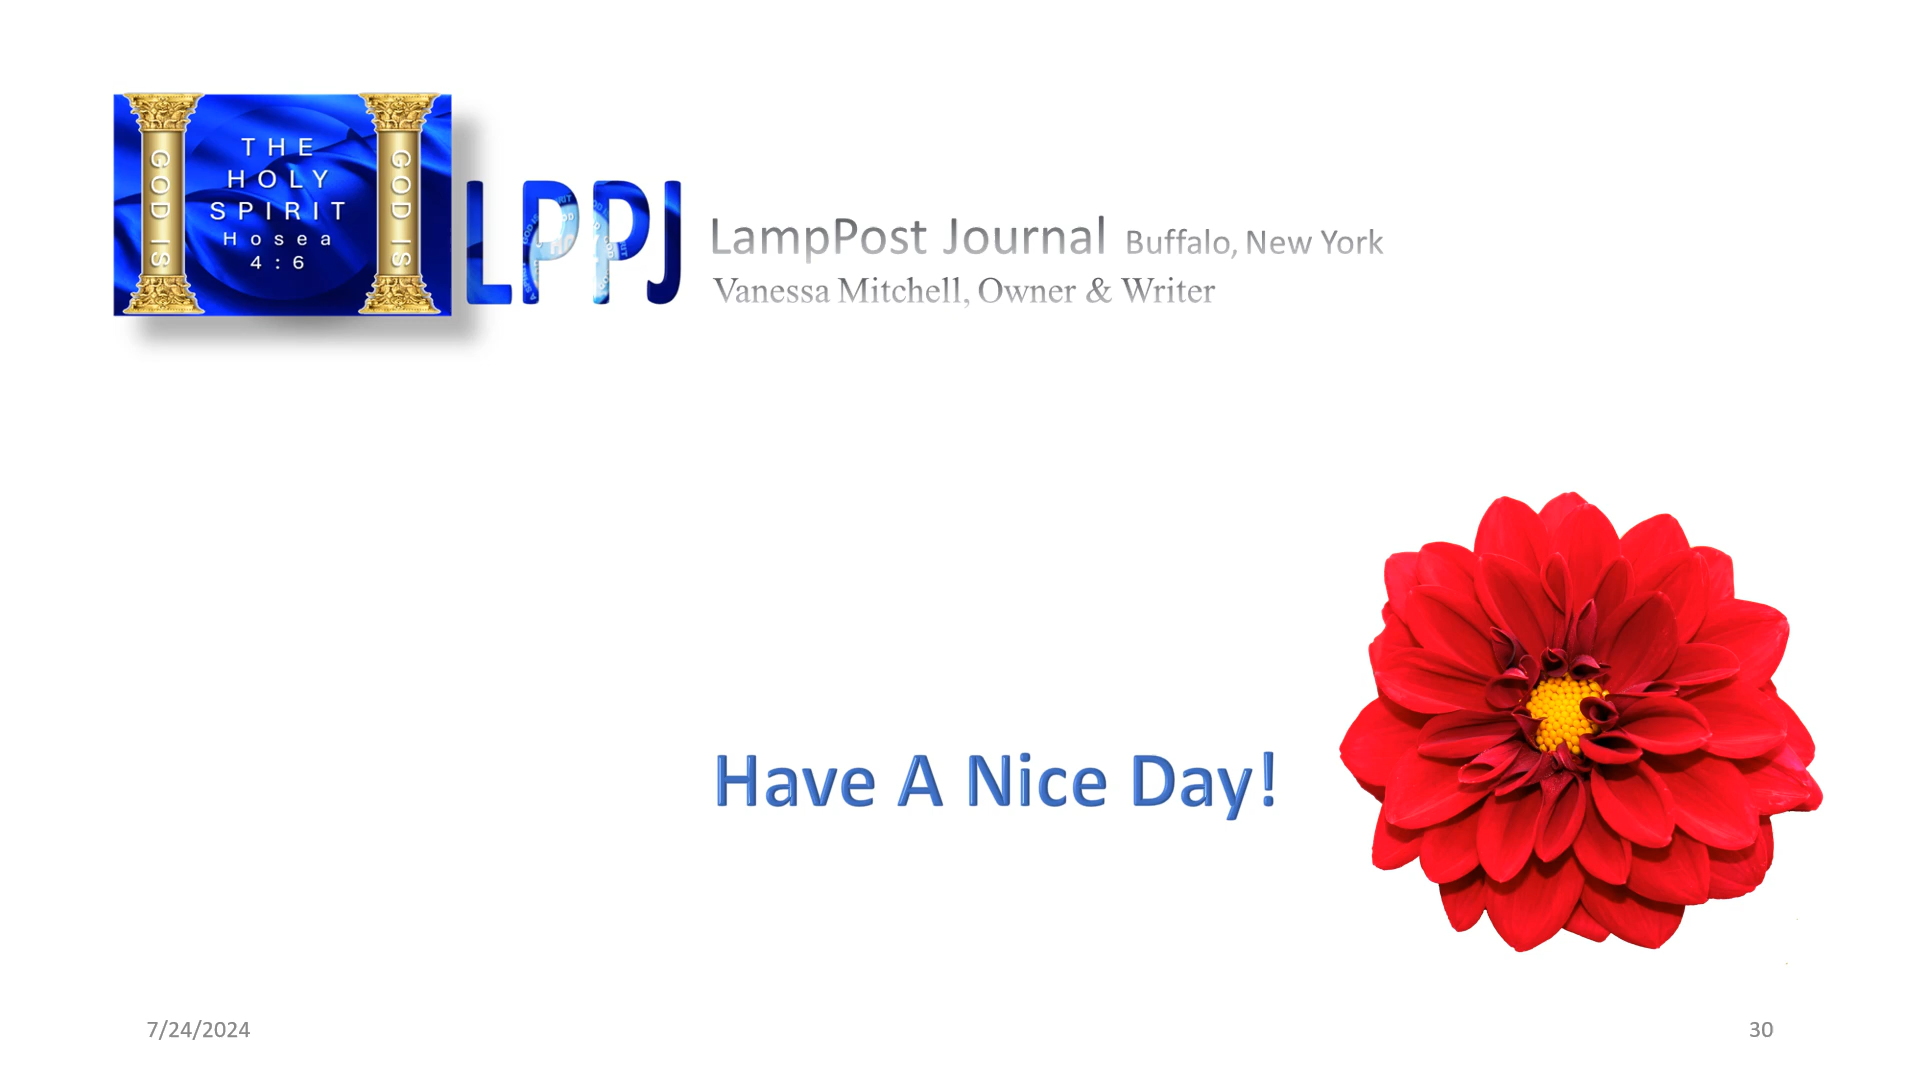 THE
HOLY
SPIRIT
Hosea
4:6
GOD IS
GOD IS
LPPJ
LampPost Journal Buffalo, New York
Vanessa Mitchell, Owner & Writer
Have A Nice Day!
7/24/2024
30